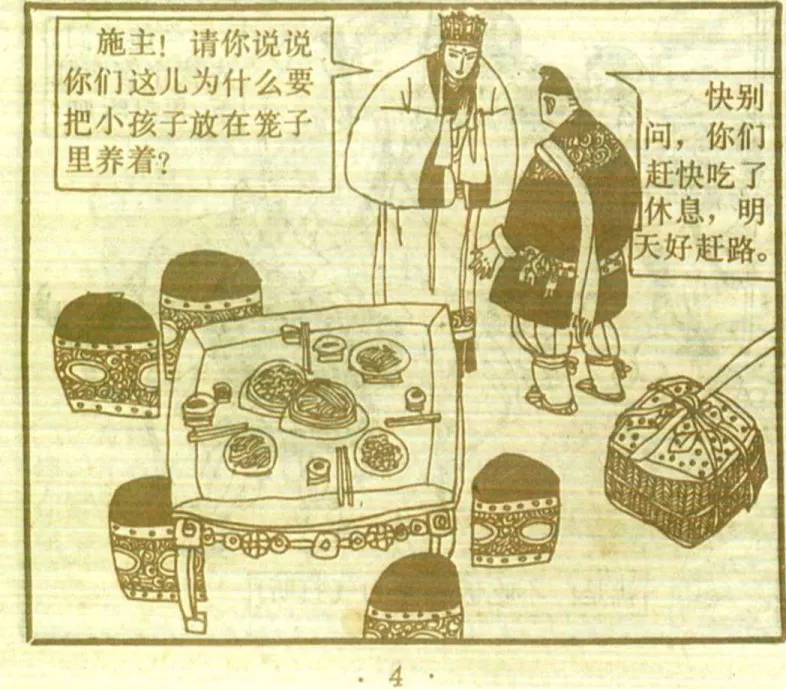 施主！请你说说
你们这儿为什么要
把小孩子放在笼子
里养着？
快别
问，你们
赶快吃了
休息，明
天好赶路。
· 4 ·